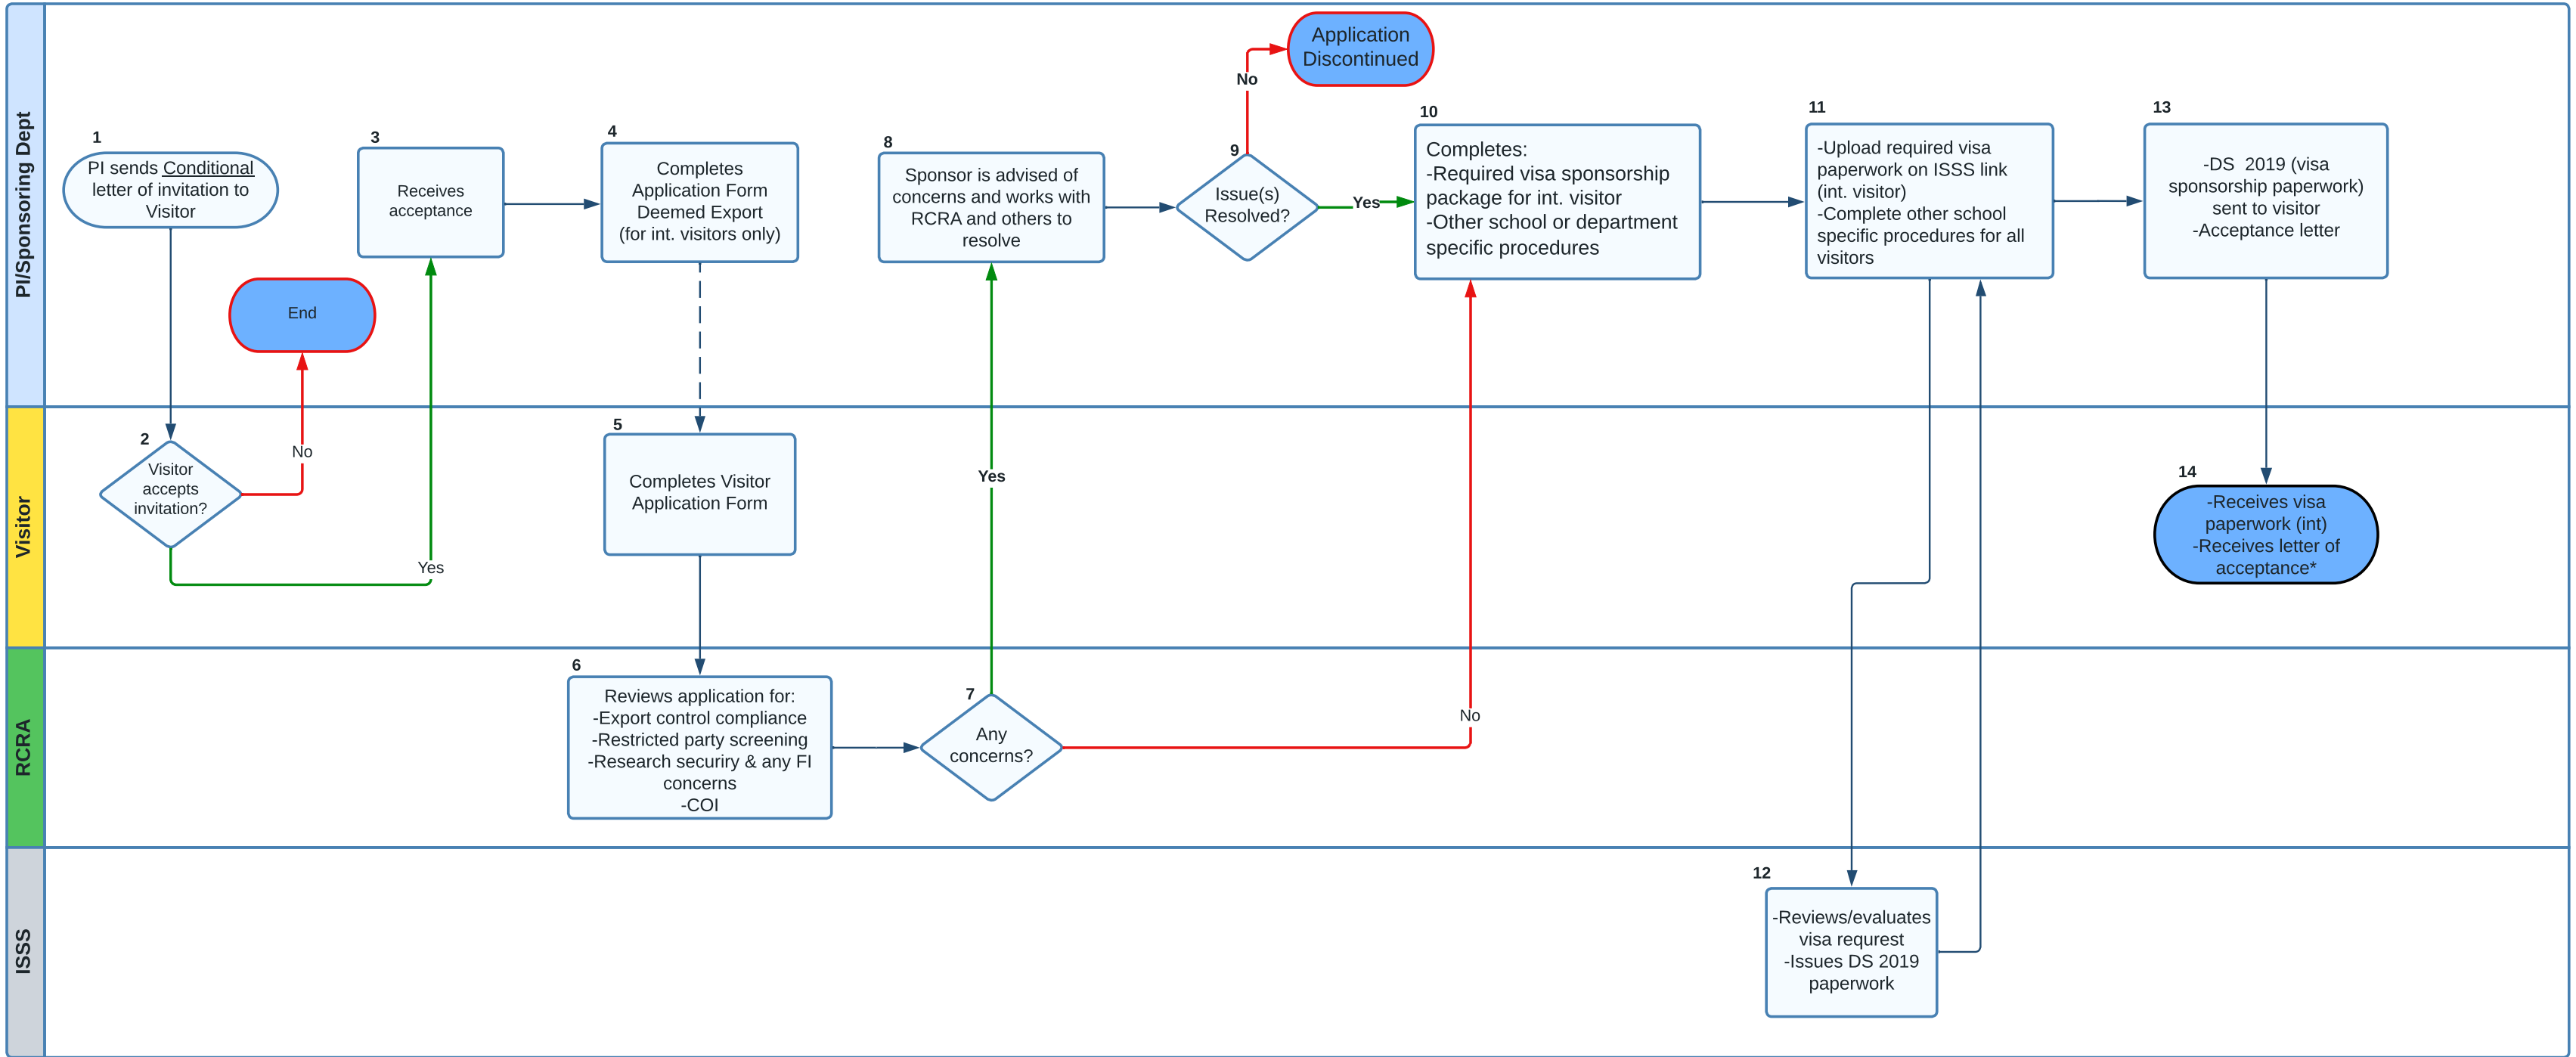 PI/Sponsoring Dept
1
PI sends Conditional
letter of invitation to
Visitor
End
3
Receives
acceptance
4
Completes
Application Form
Deemed Export
(for int. visitors only)
8
Sponsor is advised of
concerns and works with
RCRA and others to
resolve
9
Issue(s)
Resolved?
No
Application
Discontinued
Yes
10
Completes:
-Required visa sponsorship
package for int. visitor
-Other school or department
specific procedures
11
-Upload required visa
paperwork on ISSS link
(int. visitor)
-Complete other school
specific procedures for all
visitors
13
-DS  2019 (visa
sponsorship paperwork)
sent to visitor
-Acceptance letter
Visitor
2
Visitor
accepts
invitation?
No
Yes
5
Completes Visitor
Application Form
Yes
14
-Receives visa
paperwork (int)
-Receives letter of
acceptance*
RCRA
6
Reviews application for:
-Export control compliance
-Restricted party screening
-Research securiry & any FI
concerns
-COI
7
Any
concerns?
No
ISSS
12
-Reviews/evaluates
visa requrest
-Issues DS 2019
paperwork